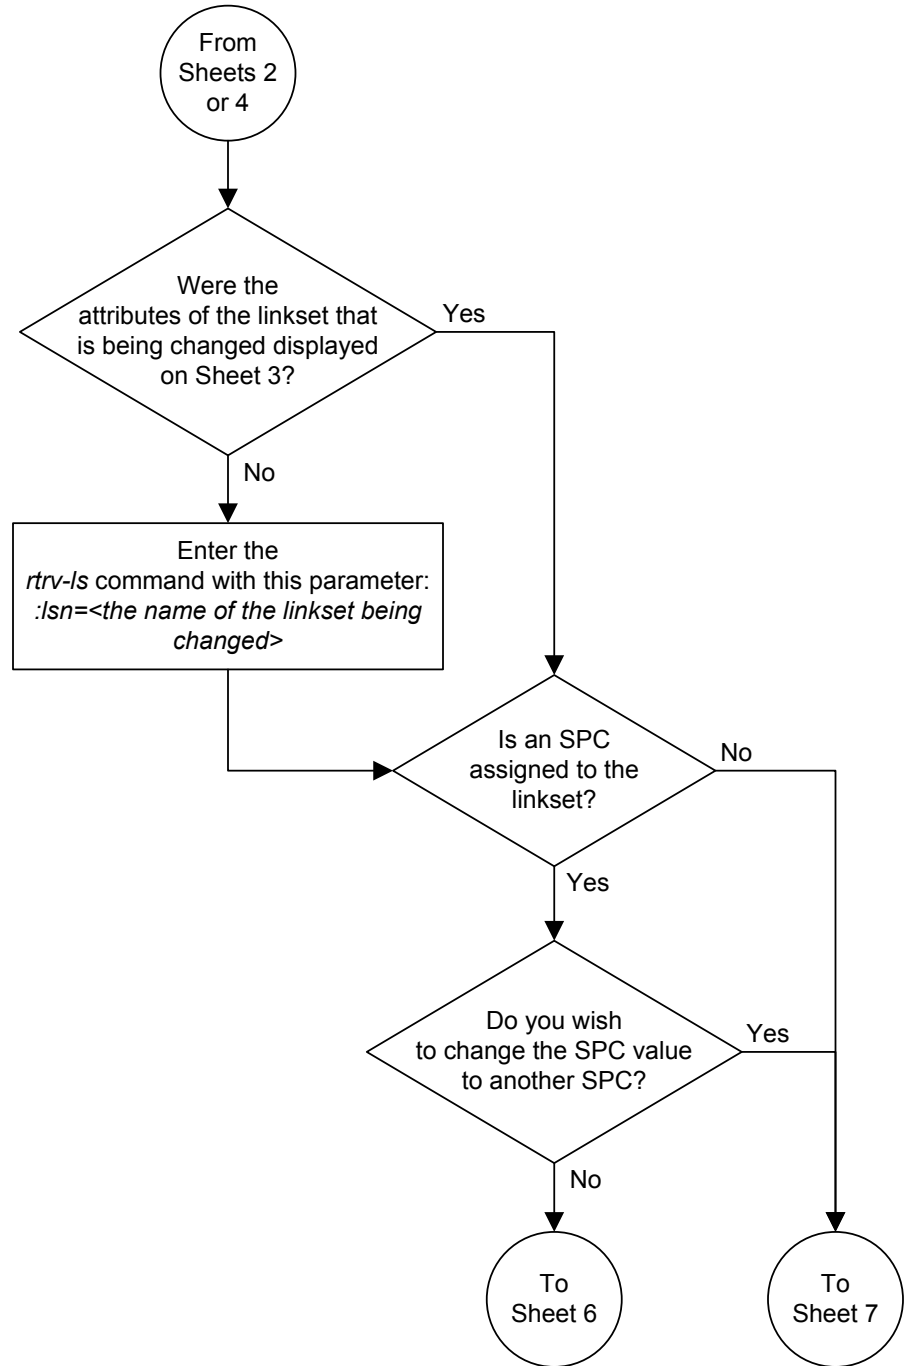 From
Sheets 2
or 4
Were the
attributes of the linkset that
is being changed displayed
on Sheet 3?
Yes
No
Enter the
rtrv-ls command with this parameter:
:lsn=<the name of the linkset being
changed>
Is an SPC
assigned to the
linkset?
No
Yes
Do you wish
to change the SPC value
to another SPC?
Yes
No
To
Sheet 6
To
Sheet 7